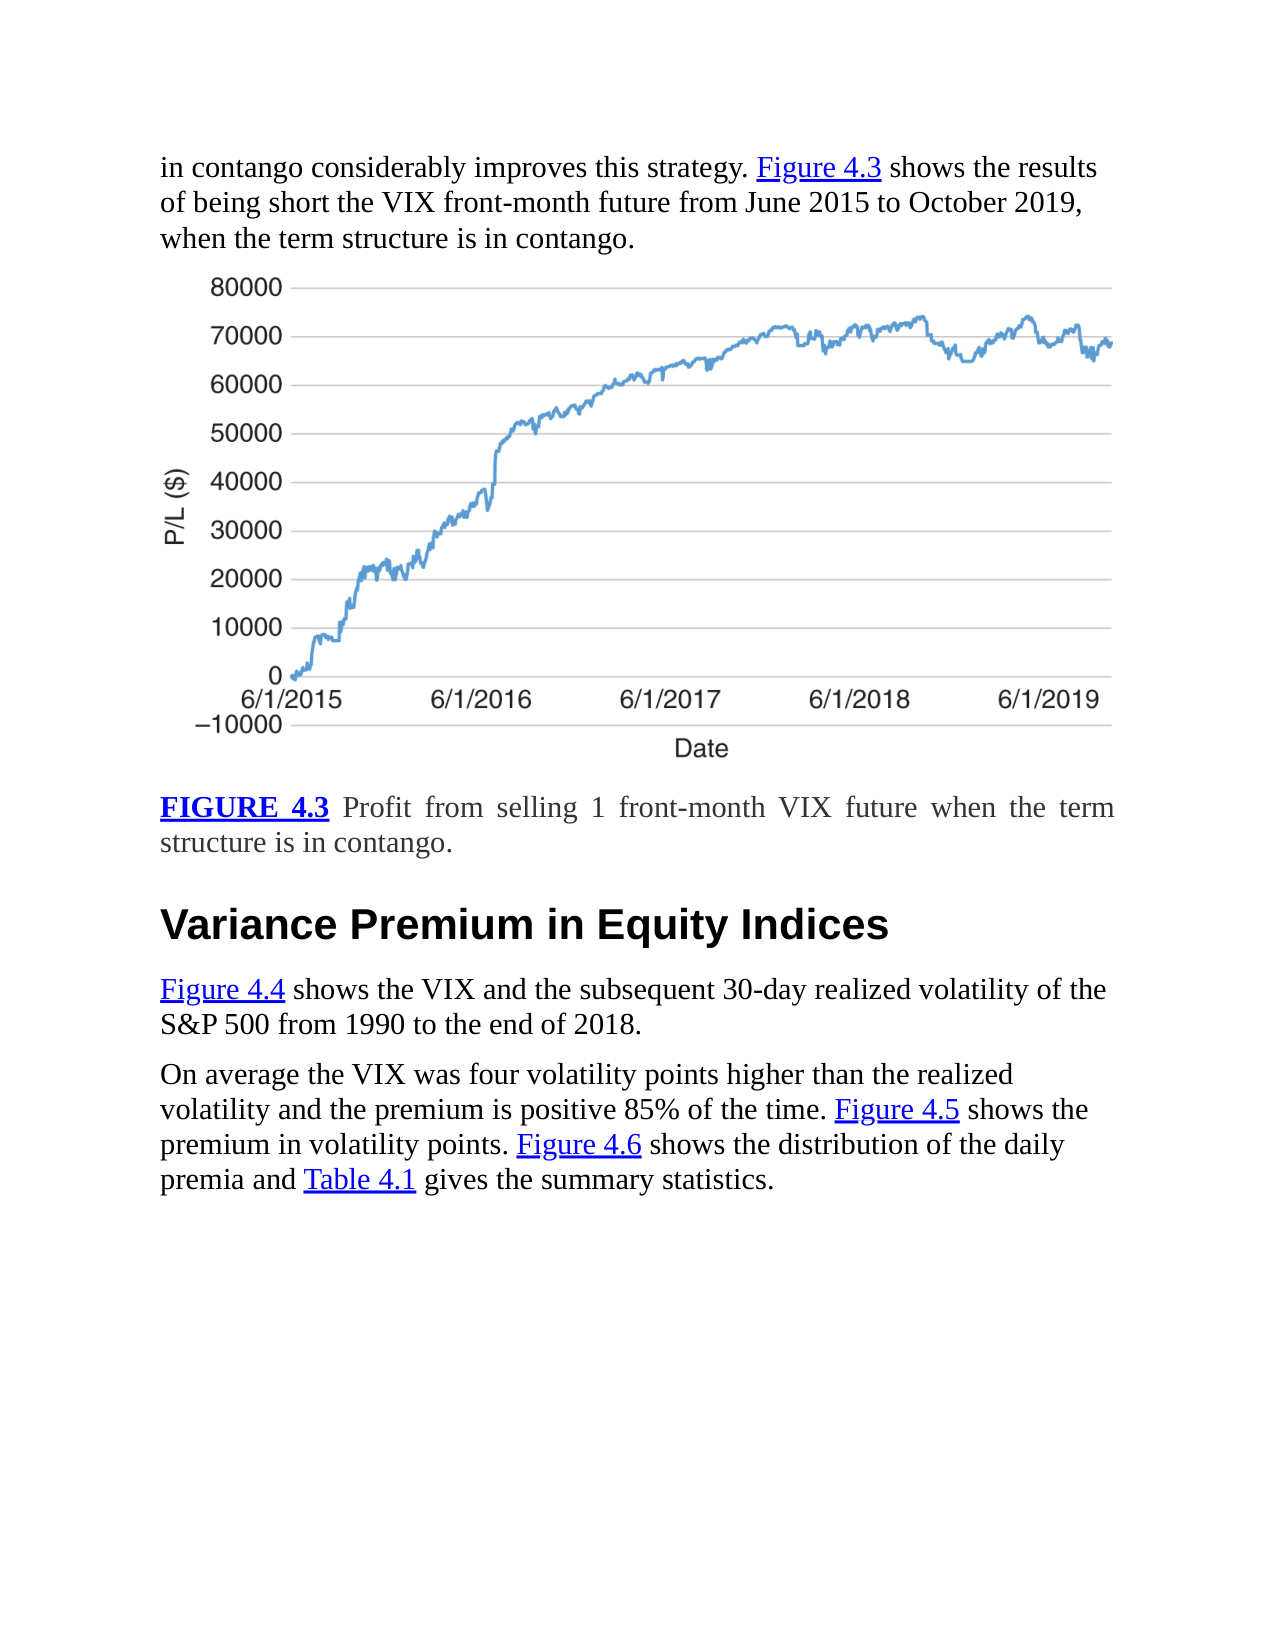 in contango considerably improves this strategy. Figure 4.3 shows the results
of being short the VIX front-month future from June 2015 to October 2019,
when the term structure is in contango.
80000
70000
60000
50000
40000
30000
20000
10000
0
−10000
P/L ($)
6/1/2015 6/1/2016 6/1/2017 6/1/2018 6/1/2019
Date
FIGURE 4.3 Profit from selling 1 front-month VIX future when the term
structure is in contango.
Variance Premium in Equity Indices
Figure 4.4 shows the VIX and the subsequent 30-day realized volatility of the
S&P 500 from 1990 to the end of 2018.
On average the VIX was four volatility points higher than the realized
volatility and the premium is positive 85% of the time. Figure 4.5 shows the
premium in volatility points. Figure 4.6 shows the distribution of the daily
premia and Table 4.1 gives the summary statistics.